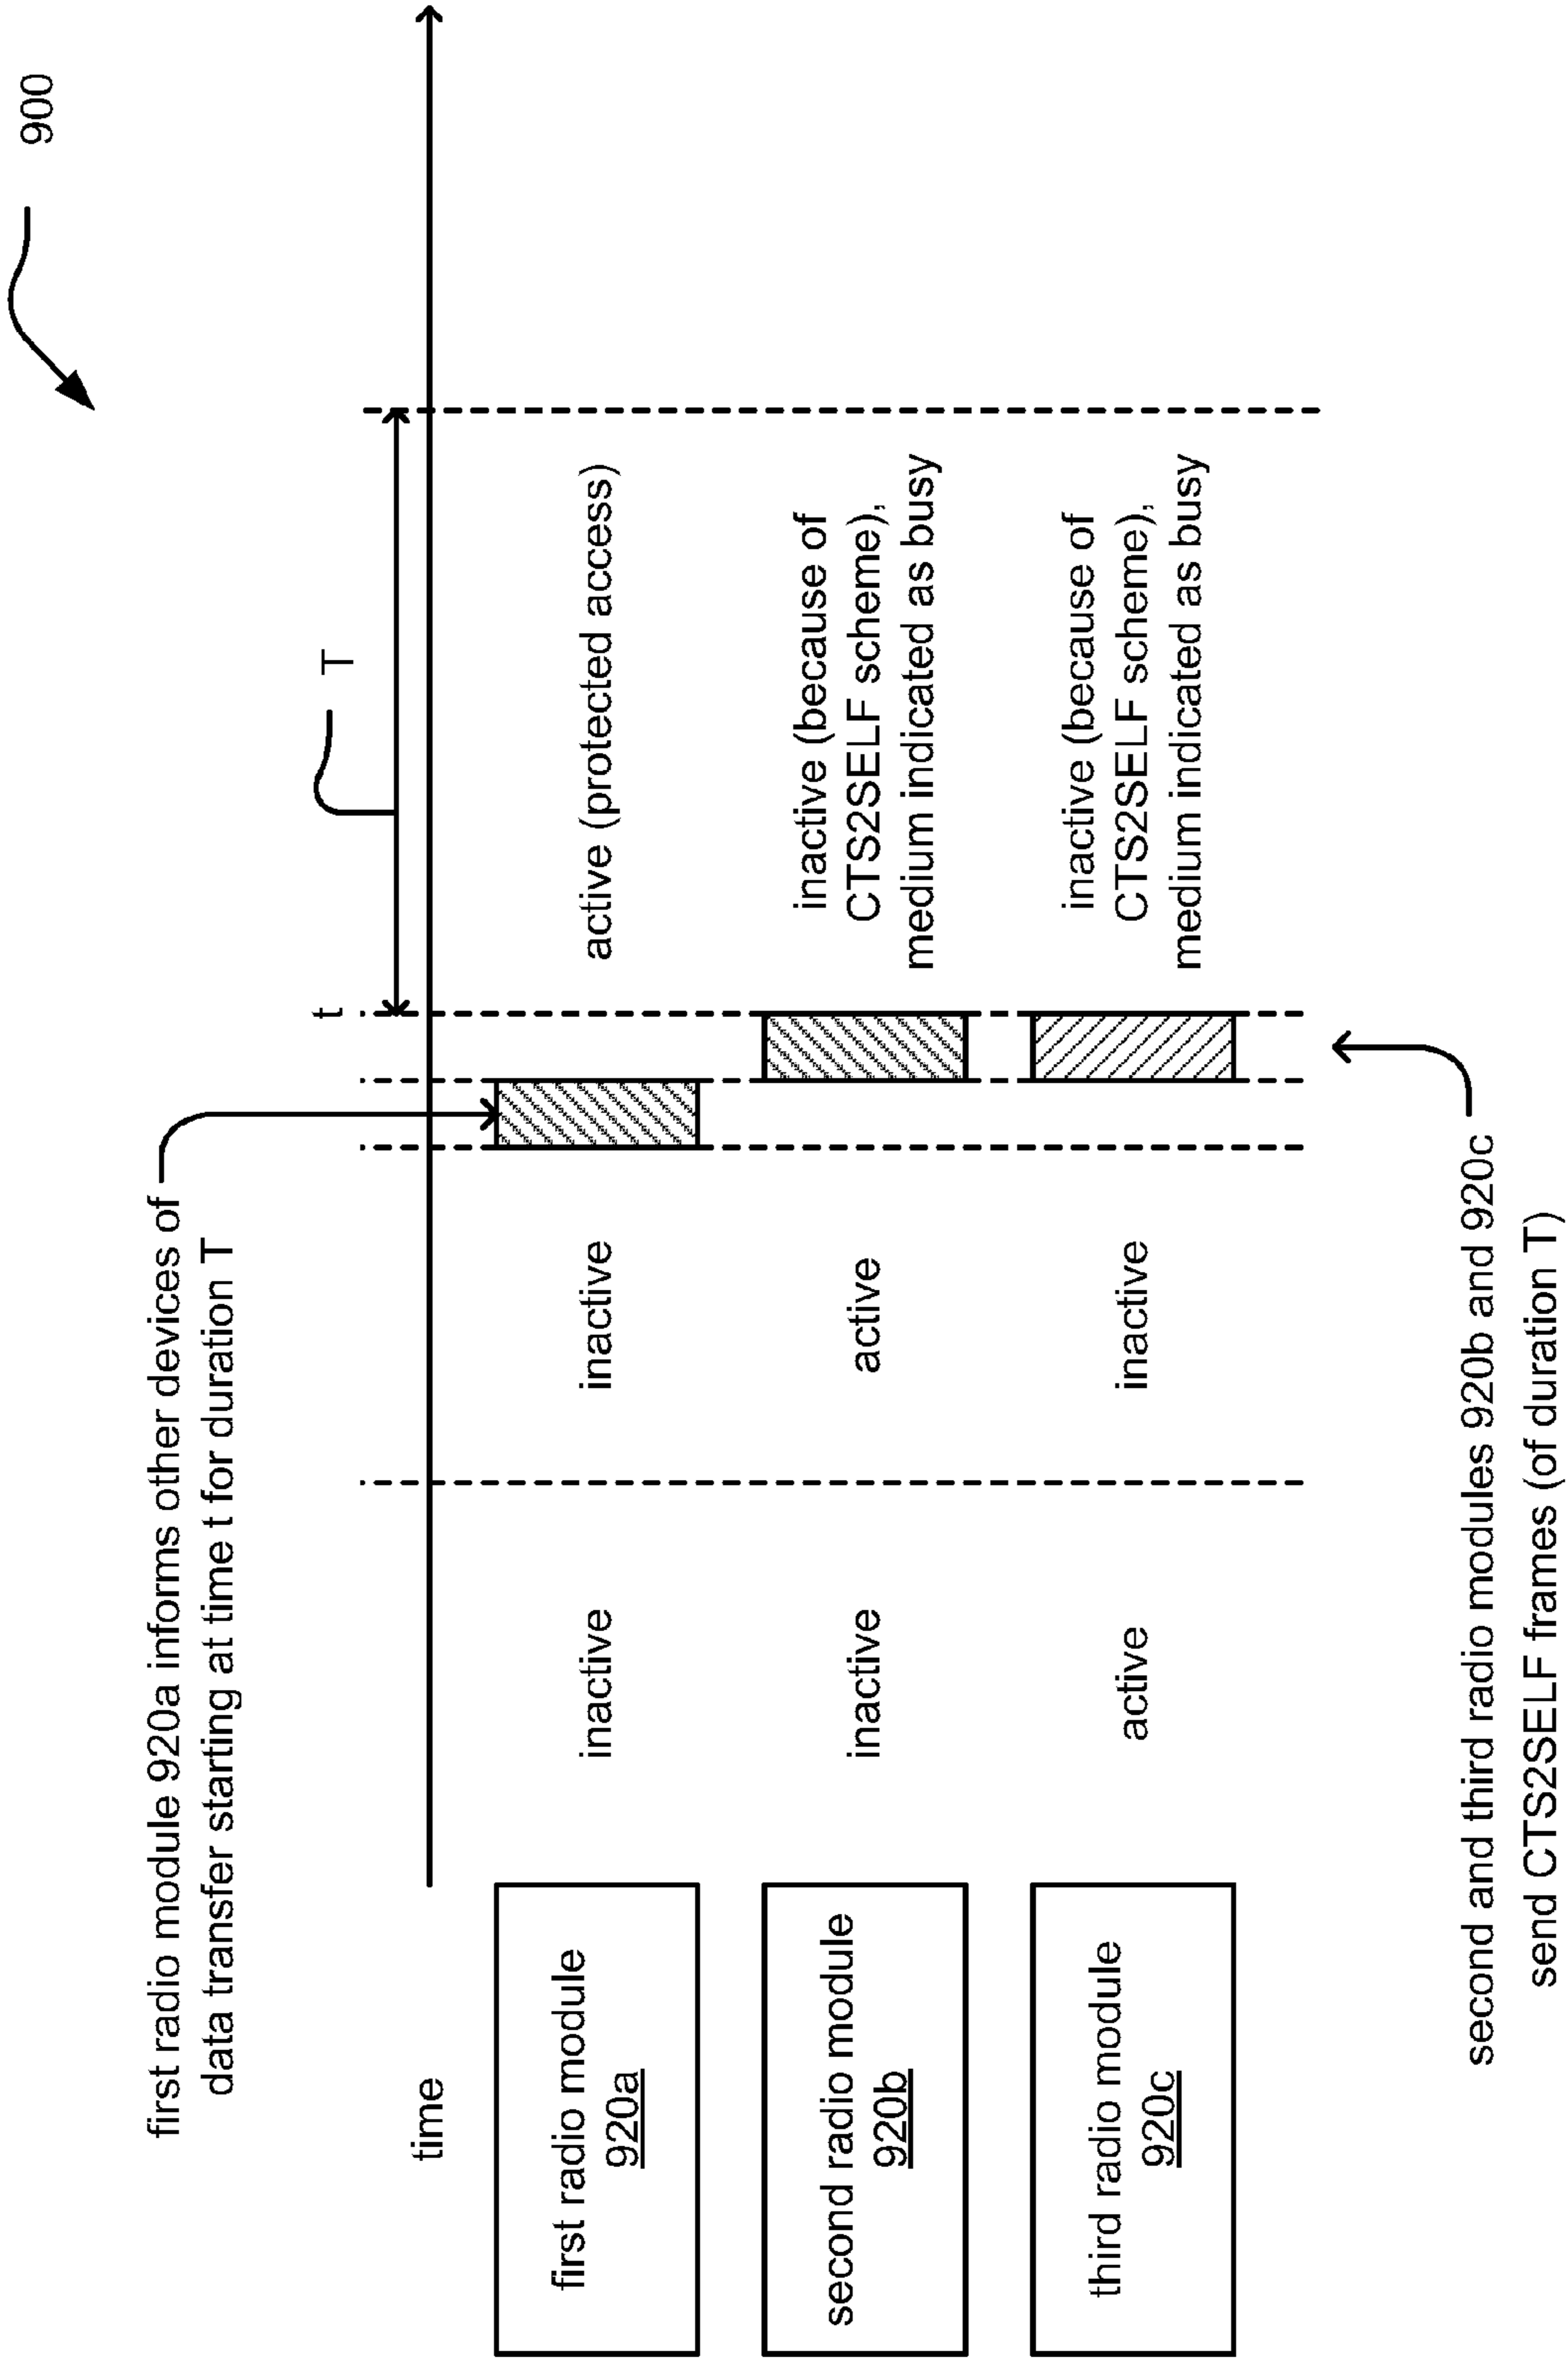 900
first radio module 920a informs other devices of
data transfer starting at time t for duration T
T
t
time
first radio module
920a
inactive
inactive
active (protected access)
second radio module
920b
inactive
active
inactive (because of
CTS2SELF scheme),
medium indicated as busy
third radio module
920c
active
inactive
inactive (because of
CTS2SELF scheme),
medium indicated as busy
second and third radio modules 920b and 920c
send CTS2SELF frames (of duration T)